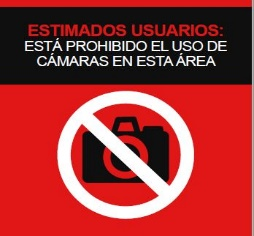 ESTIMADOS USUARIOS:
ESTÁ PROHIBIDO EL USO DE
CÁMARAS EN ESTA ÁREA